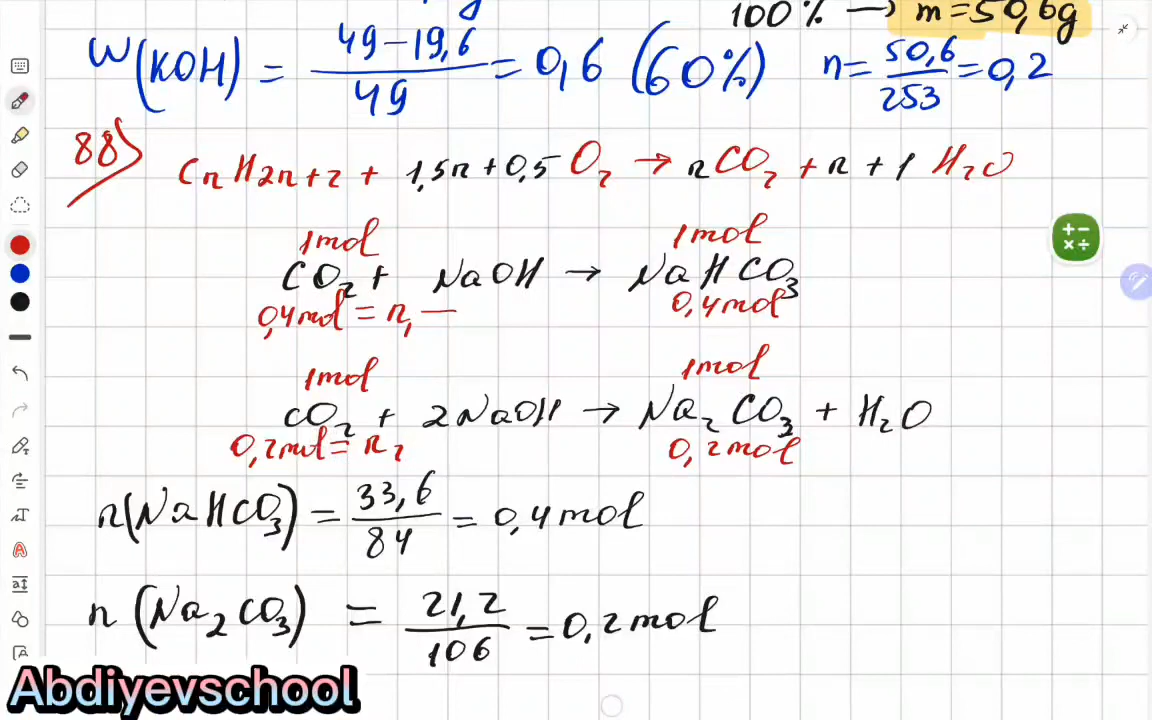 100% → m=50,6g
W(KOH) = 49-19,6/49 = 0,6 (60%) n=50,6/253=0,2
88) CnH2n+2 + 1,5n+0,5 O2 → nCO2 + n+1 H2O
1mol 1mol
CO2 + NaOH → NaHCO3
0,4mol = n1 — 0,4mol
1mol 1mol
CO2 + 2NaOH → Na2CO3 + H2O
0,2mol = n2 0,2mol
n(NaHCO3) = 33,6/84 = 0,4mol
n(Na2CO3) = 21,2/106 = 0,2mol
Abdiyevschool